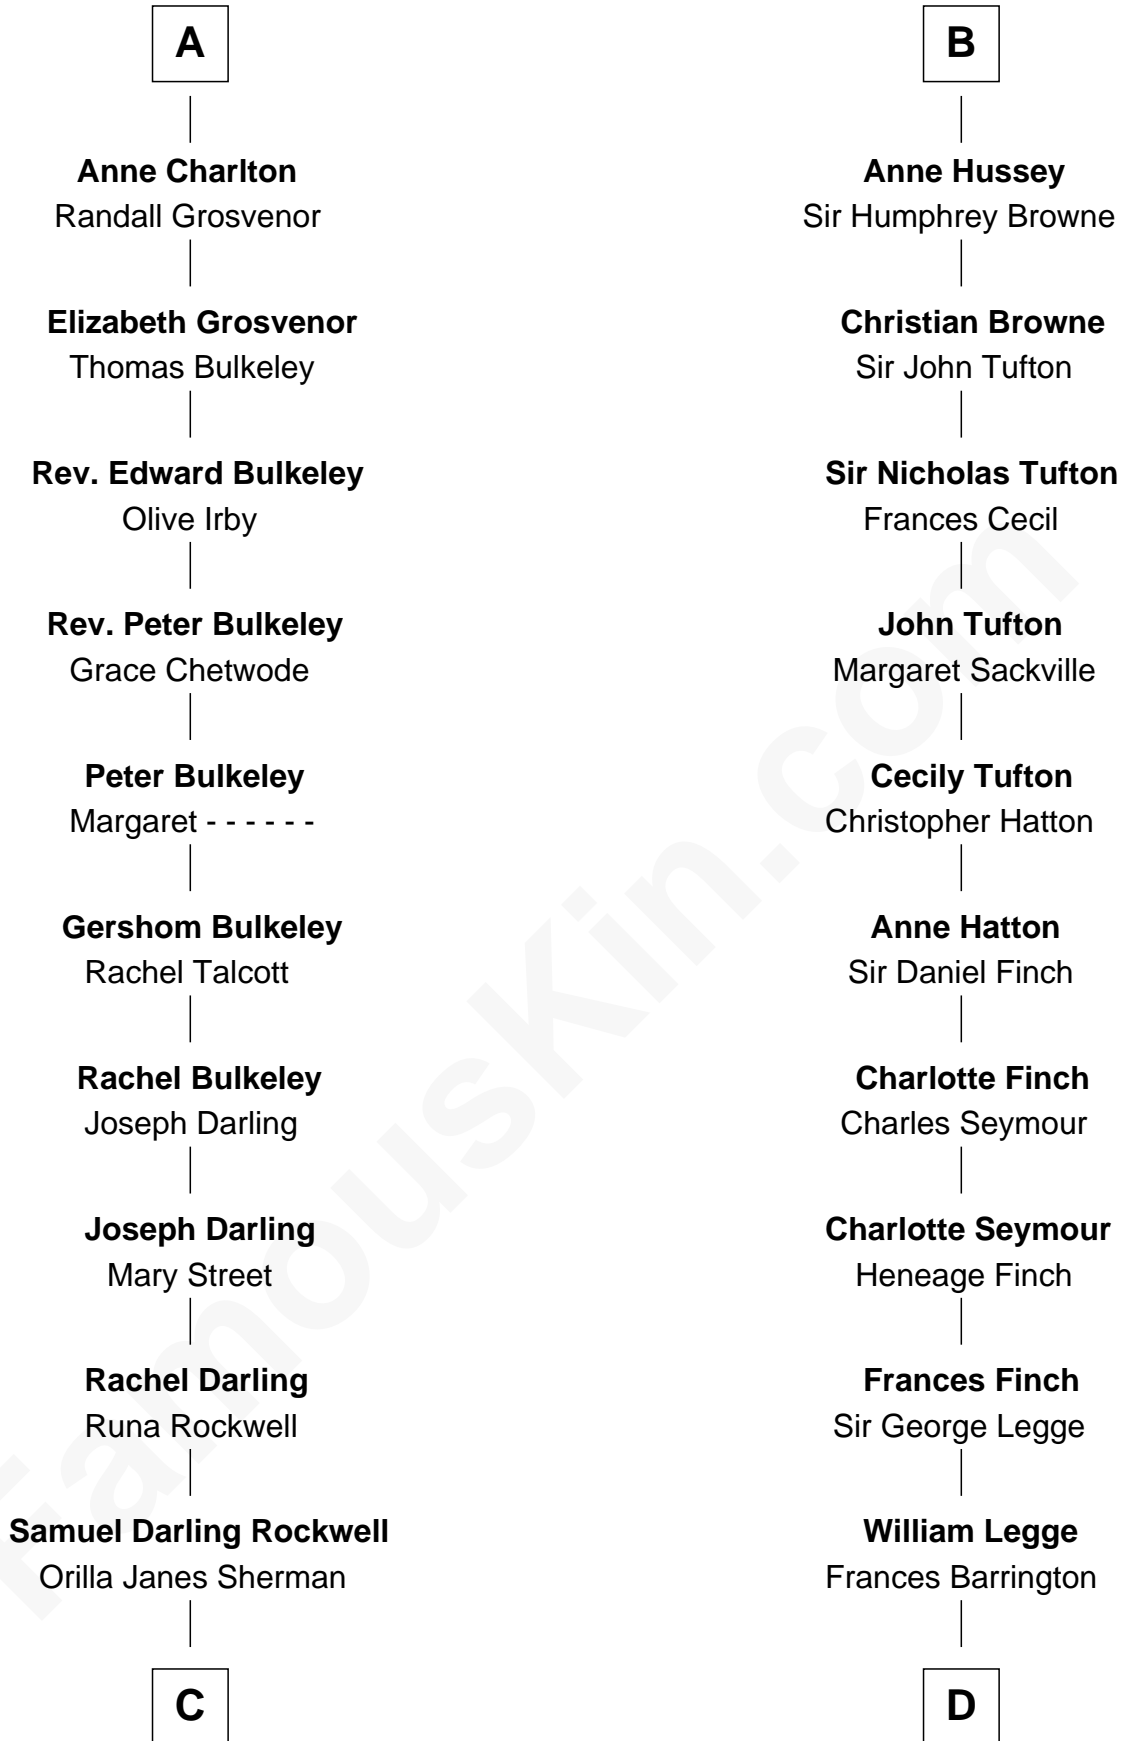 A
Anne Charlton
Randall Grosvenor
Elizabeth Grosvenor
Thomas Bulkeley
Rev. Edward Bulkeley
Olive Irby
Rev. Peter Bulkeley
Grace Chetwode
Peter Bulkeley
Margaret - - - - - -
Gershom Bulkeley
Rachel Talcott
Rachel Bulkeley
Joseph Darling
Joseph Darling
Mary Street
Rachel Darling
Runa Rockwell
Samuel Darling Rockwell
Orilla Janes Sherman
C
B
Anne Hussey
Sir Humphrey Browne
Christian Browne
Sir John Tufton
Sir Nicholas Tufton
Frances Cecil
John Tufton
Margaret Sackville
Cecily Tufton
Christopher Hatton
Anne Hatton
Sir Daniel Finch
Charlotte Finch
Charles Seymour
Charlotte Seymour
Heneage Finch
Frances Finch
Sir George Legge
William Legge
Frances Barrington
D
FamousKin.com